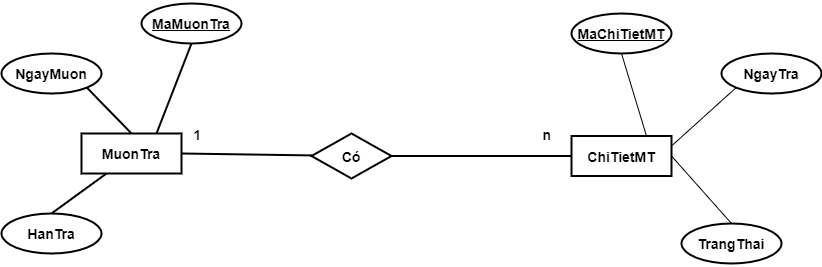 MaMuonTra
MaChiTietMT
NgayMuon
NgayTra
1
n
MuonTra
Có
ChiTietMT
HanTra
TrangThai